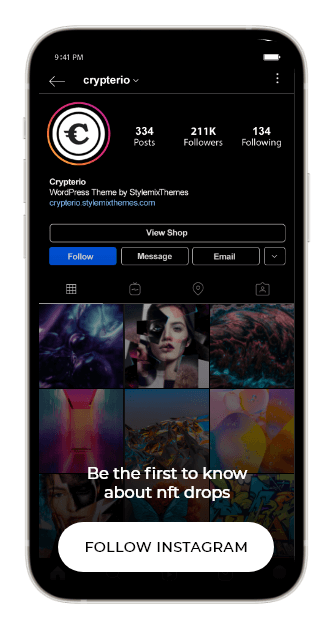 9:41 PM
crypterio
334
211K
134
Posts
Followers
Following
Crypterio
WordPress Theme by StylemixThemes
crypterio.stylemixthemes.com
View Shop
Follow
Message
Email
Be the first to know
about nft drops
FOLLOW INSTAGRAM